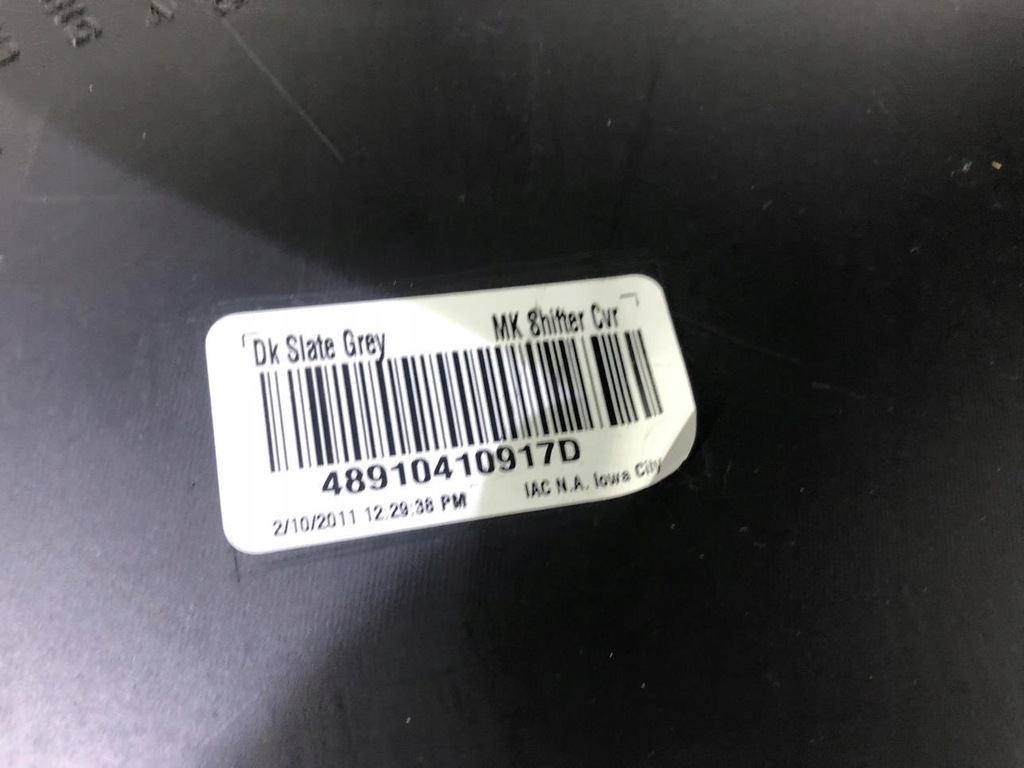 Dk Slate Grey MK Shifter Cvr
48910410917D
2/10/2011 12:29:38 PM IAC N.A. Iowa City